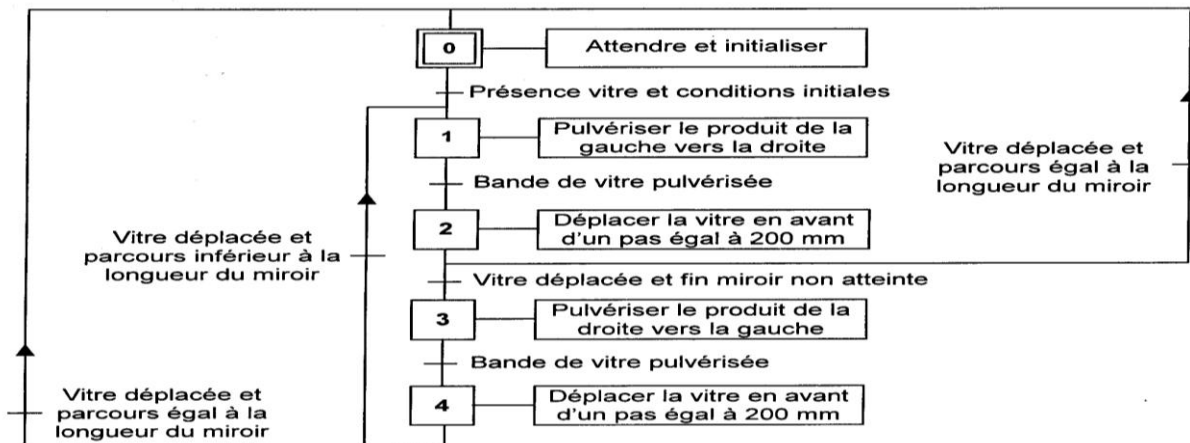 0
Attendre et initialiser
Présence vitre et conditions initiales
1
Pulvériser le produit de la
gauche vers la droite
Vitre déplacée et
parcours égal à la
longueur du miroir
Bande de vitre pulvérisée
2
Déplacer la vitre en avant
d'un pas égal à 200 mm
Vitre déplacée et
parcours inférieur à la
longueur du miroir
Vitre déplacée et fin miroir non atteinte
3
Pulvériser le produit de la
droite vers la gauche
Bande de vitre pulvérisée
4
Déplacer la vitre en avant
d'un pas égal à 200 mm
Vitre déplacée et
parcours égal à la
longueur du miroir